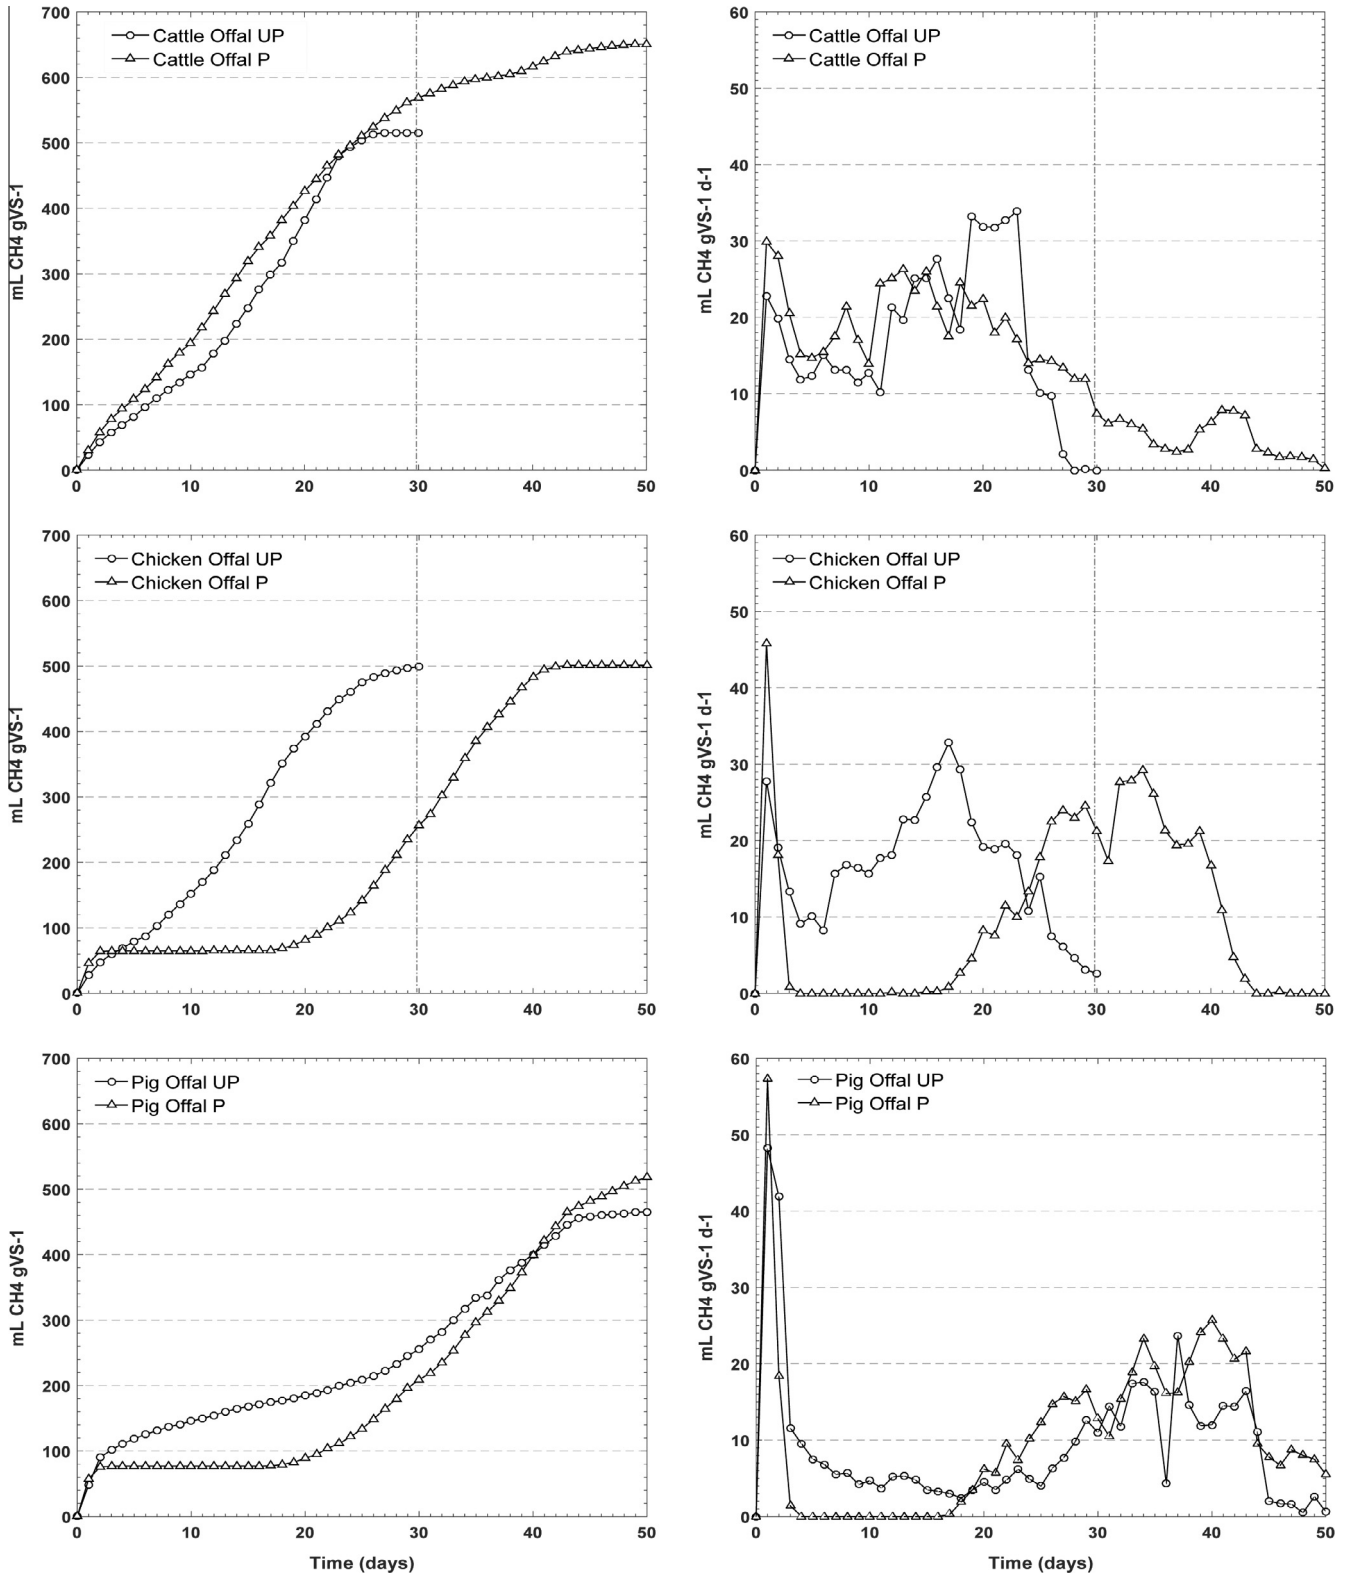 mL CH4 gVS-1
700
600
500
400
300
200
100
0
Cattle Offal UP
Cattle Offal P
0 10 20 30 40 50
mL CH4 gVS-1 d-1
60
50
40
30
20
10
0
Cattle Offal UP
Cattle Offal P
0 10 20 30 40 50
mL CH4 gVS-1
700
600
500
400
300
200
100
0
Chicken Offal UP
Chicken Offal P
0 10 20 30 40 50
mL CH4 gVS-1 d-1
60
50
40
30
20
10
0
Chicken Offal UP
Chicken Offal P
0 10 20 30 40 50
mL CH4 gVS-1
700
600
500
400
300
200
100
0
Pig Offal UP
Pig Offal P
0 10 20 30 40 50
Time (days)
mL CH4 gVS-1 d-1
60
50
40
30
20
10
0
Pig Offal UP
Pig Offal P
0 10 20 30 40 50
Time (days)